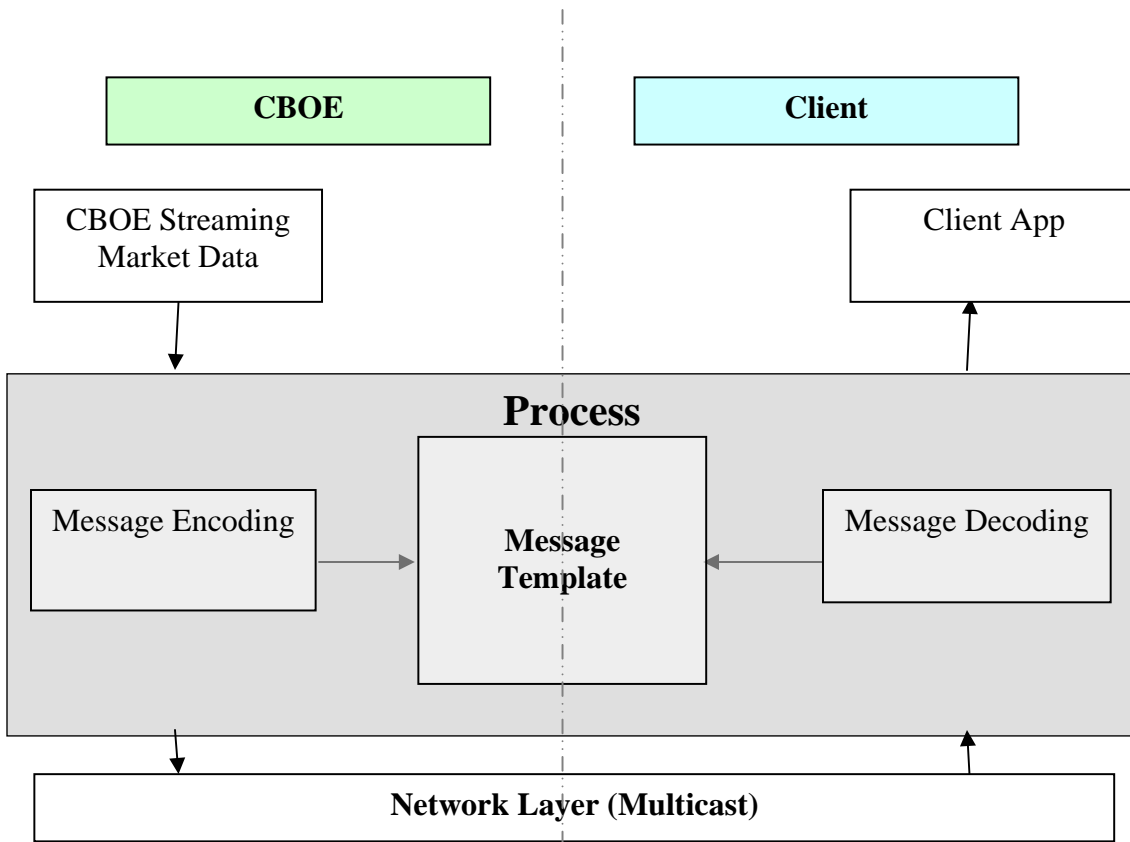 CBOE
Client
CBOE Streaming
Market Data
Client App
Process
Message Encoding
Message
Template
Message Decoding
Network Layer (Multicast)